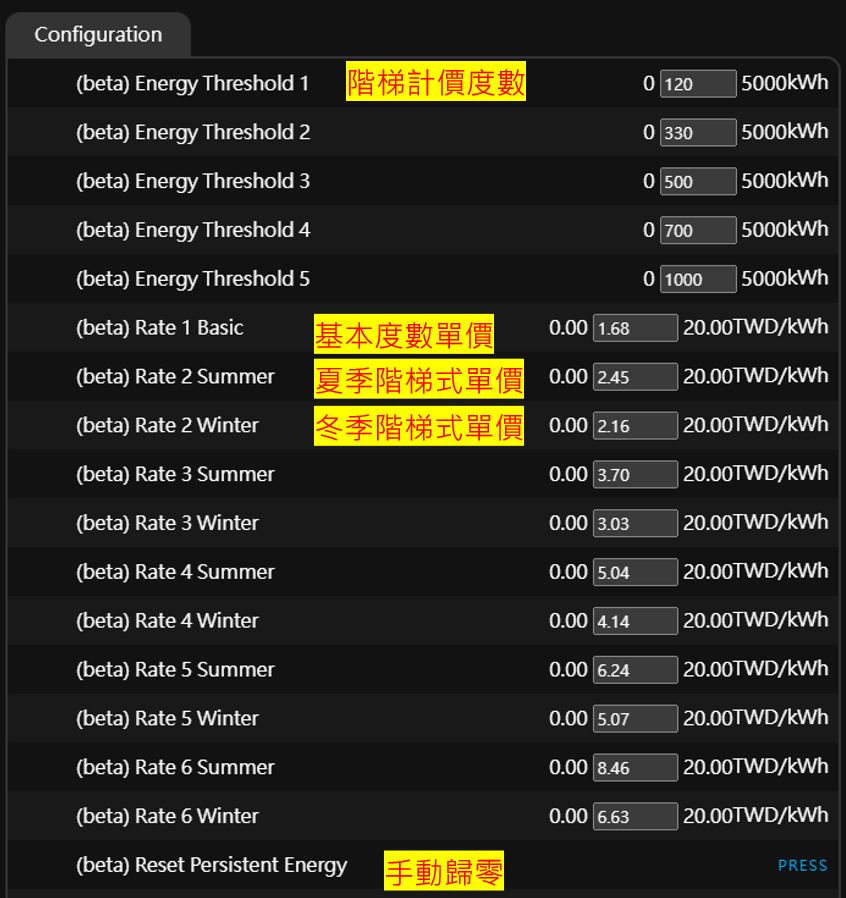 Configuration
(beta) Energy Threshold 1 階梯計價度數 0 120 5000kWh
(beta) Energy Threshold 2 0 330 5000kWh
(beta) Energy Threshold 3 0 500 5000kWh
(beta) Energy Threshold 4 0 700 5000kWh
(beta) Energy Threshold 5 0 1000 5000kWh
(beta) Rate 1 Basic 基本度數單價 0.00 1.68 20.00TWD/kWh
(beta) Rate 2 Summer 夏季階梯式單價 0.00 2.45 20.00TWD/kWh
(beta) Rate 2 Winter 冬季階梯式單價 0.00 2.16 20.00TWD/kWh
(beta) Rate 3 Summer 0.00 3.70 20.00TWD/kWh
(beta) Rate 3 Winter 0.00 3.03 20.00TWD/kWh
(beta) Rate 4 Summer 0.00 5.04 20.00TWD/kWh
(beta) Rate 4 Winter 0.00 4.14 20.00TWD/kWh
(beta) Rate 5 Summer 0.00 6.24 20.00TWD/kWh
(beta) Rate 5 Winter 0.00 5.07 20.00TWD/kWh
(beta) Rate 6 Summer 0.00 8.46 20.00TWD/kWh
(beta) Rate 6 Winter 0.00 6.63 20.00TWD/kWh
(beta) Reset Persistent Energy 手動歸零 PRESS